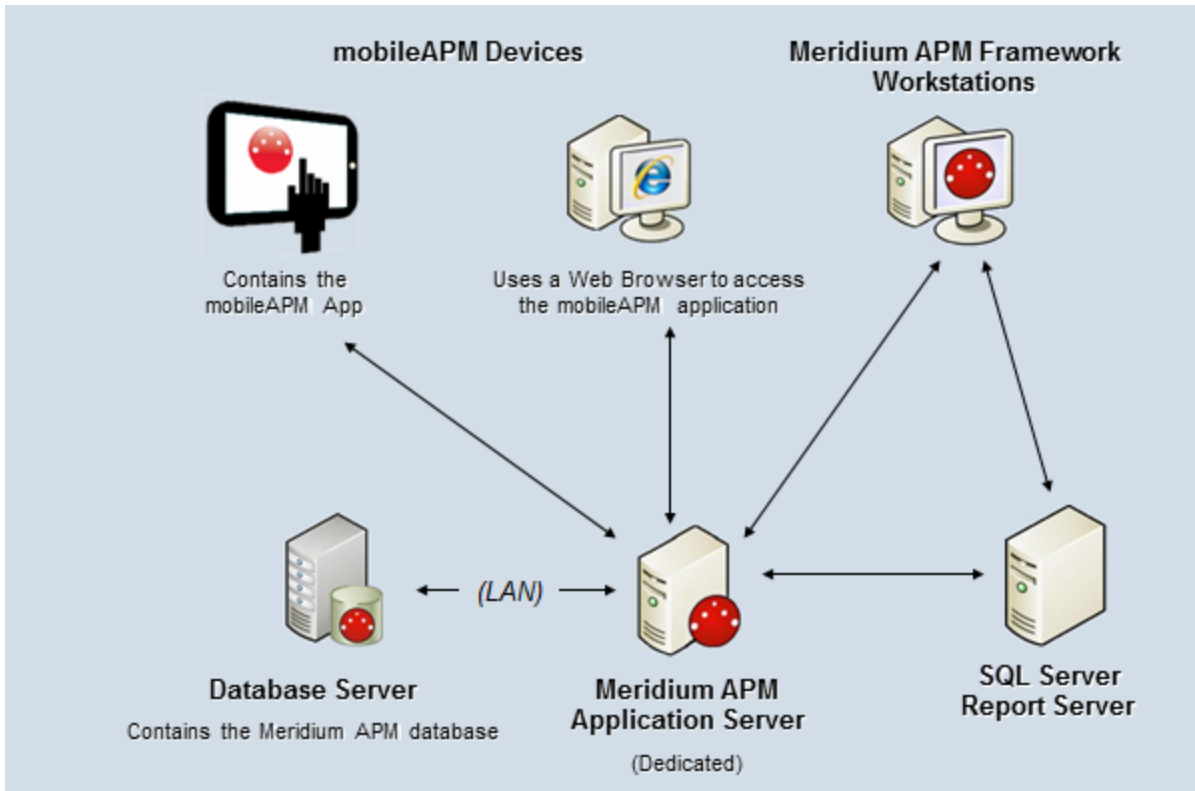 mobileAPM Devices
Meridium APM Framework
Workstations
Contains the
mobileAPM App
Uses a Web Browser to access
the mobileAPM application
(LAN)
Database Server
Contains the Meridium APM database
Meridium APM
Application Server
(Dedicated)
SQL Server
Report Server